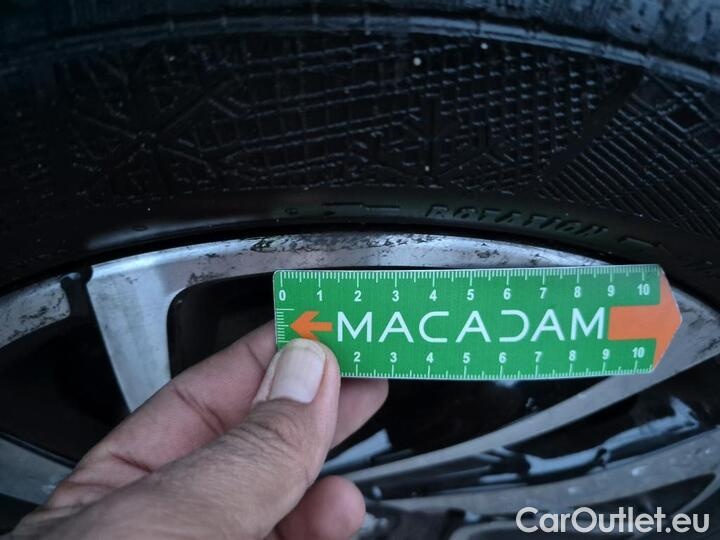 ROTATION
0 1 2 3 4 5 6 7 8 9 10
MACADAM
2 3 4 5 6 7 8 9 10
CarOutlet.eu